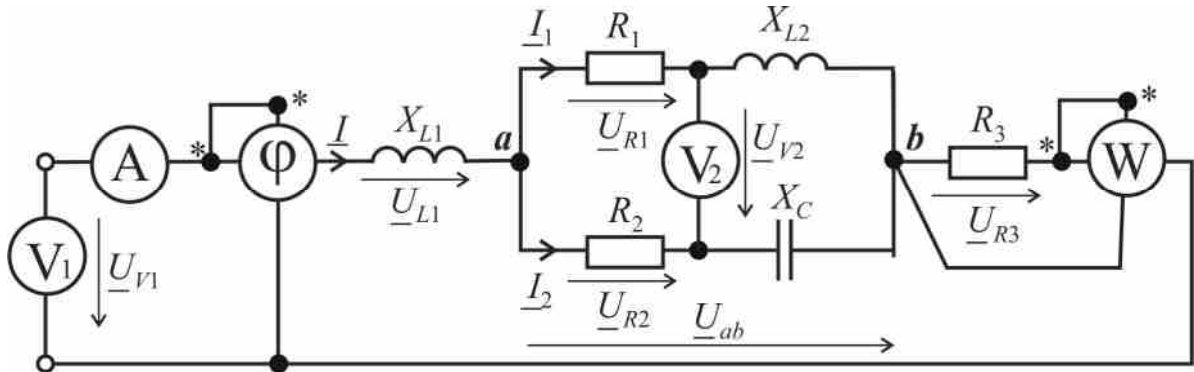 I1 R1 XL2
UR1
* * I XL1 a b R3 * *
A φ V2 UV2 W
UL1 R2 XC UR3
V1 UV1
I2 UR2 Uab